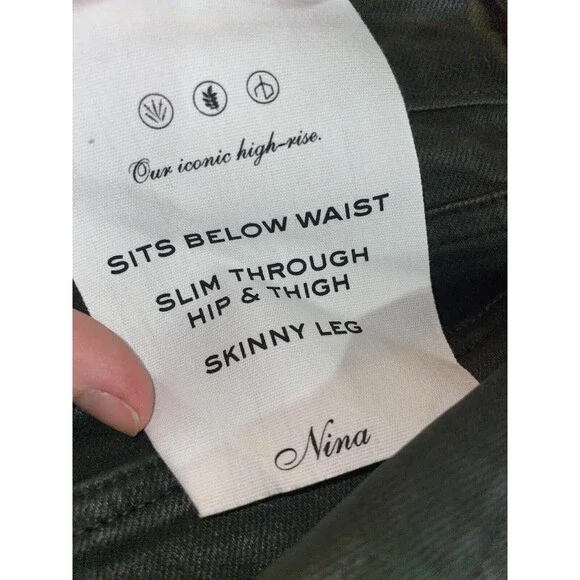 Our iconic high-rise.
SITS BELOW WAIST
SLIM THROUGH
HIP & THIGH
SKINNY LEG
Nina